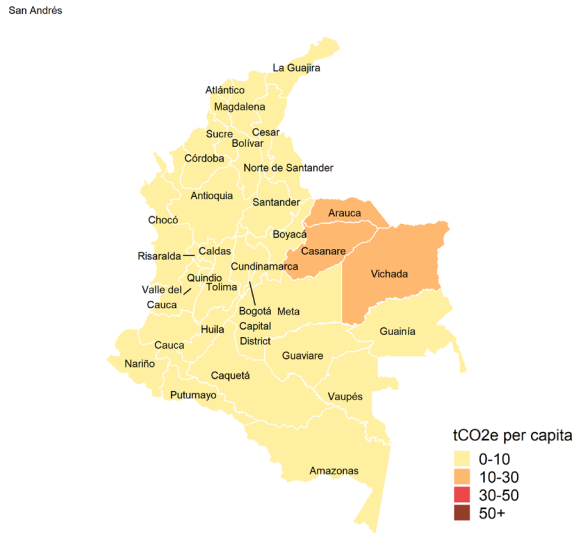 San Andrés
La Guajira
Atlántico
Magdalena
Cesar
Sucre
Bolívar
Córdoba
Norte de Santander
Antioquia
Santander
Arauca
Chocó
Boyacá
Casanare
Risaralda
Caldas
Cundinamarca
Vichada
Quindio
Tolima
Valle del
Cauca
Bogotá
Capital
District
Meta
Huila
Guainía
Cauca
Guaviare
Nariño
Caquetá
Putumayo
Vaupés
Amazonas
tCO2e per capita
0-10
10-30
30-50
50+